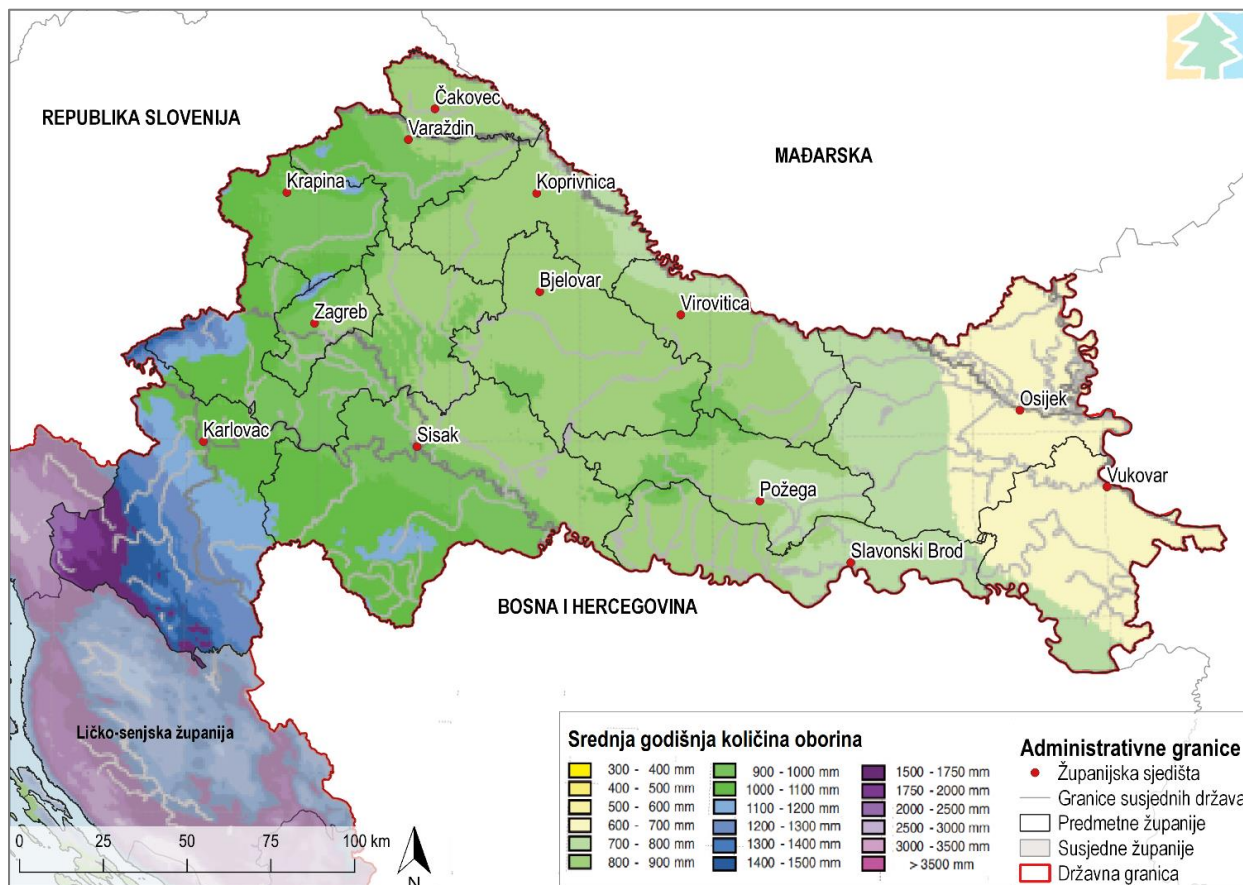 REPUBLIKA SLOVENIJA
MAĐARSKA
BOSNA I HERCEGOVINA
Čakovec
Varaždin
Krapina
Koprivnica
Bjelovar
Zagreb
Virovitica
Osijek
Karlovac
Sisak
Požega
Vukovar
Slavonski Brod
Ličko-senjska županija
0 25 50 75 100 km
N
Srednja godišnja količina oborina
300 - 400 mm
400 - 500 mm
500 - 600 mm
600 - 700 mm
700 - 800 mm
800 - 900 mm
900 - 1000 mm
1000 - 1100 mm
1100 - 1200 mm
1200 - 1300 mm
1300 - 1400 mm
1400 - 1500 mm
1500 - 1750 mm
1750 - 2000 mm
2000 - 2500 mm
2500 - 3000 mm
3000 - 3500 mm
> 3500 mm
Administrativne granice
Županijska sjedišta
Granice susjednih država
Predmetne županije
Susjedne županije
Državna granica